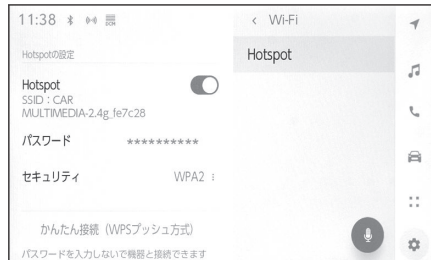 11:38
Hotspotの設定
Hotspot
SSID：CAR
MULTIMEDIA-2.4g_fe7c28
パスワード **********
セキュリティ WPA2
かんたん接続（WPSプッシュ方式）
パスワードを入力しないで機器と接続できます
< Wi-Fi
Hotspot